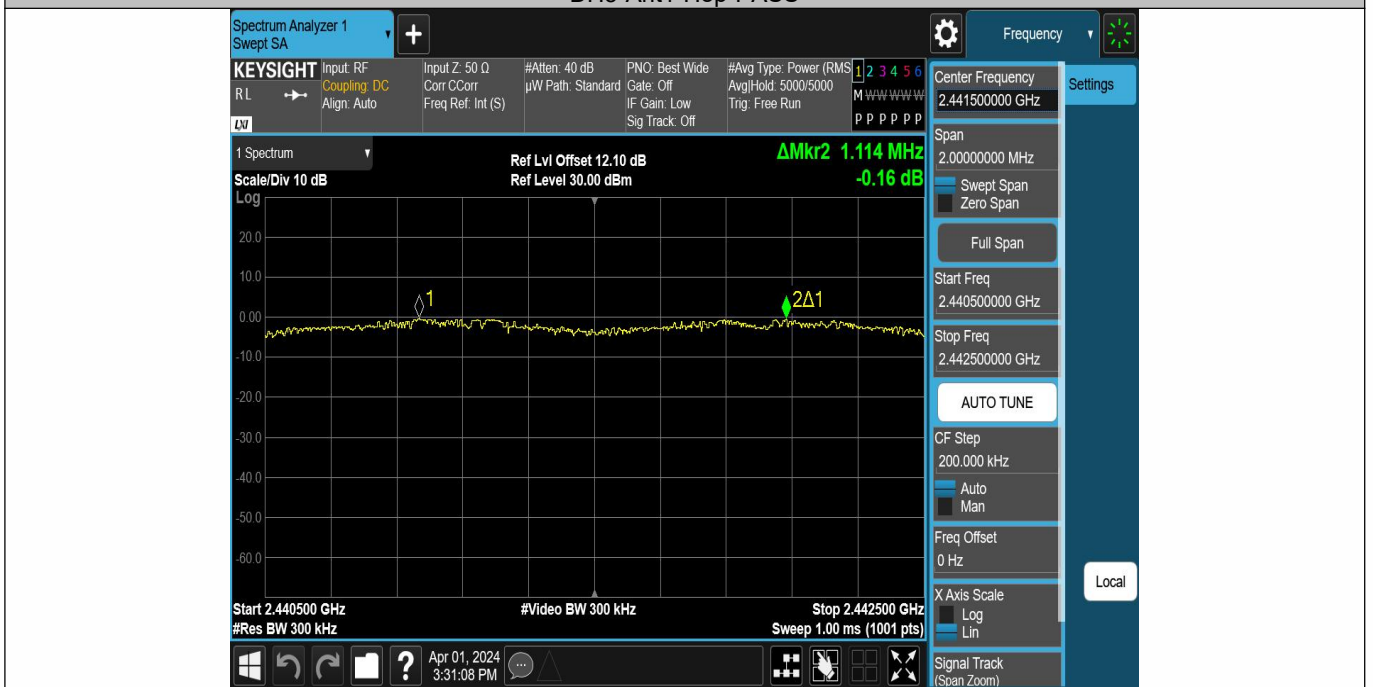 Spectrum Analyzer 1
Swept SA
Frequency
KEYSIGHT
RL
LXI
Input: RF
Coupling: DC
Align: Auto
Input Z: 50 Ω
Corr CCorr
Freq Ref: Int (S)
#Atten: 40 dB
µW Path: Standard
PNO: Best Wide
Gate: Off
IF Gain: Low
Sig Track: Off
#Avg Type: Power (RMS
Avg|Hold: 5000/5000
Trig: Free Run
1 2 3 4 5 6
M W W W W W
P P P P P P
1 Spectrum
Scale/Div 10 dB
Log
Ref Lvl Offset 12.10 dB
Ref Level 30.00 dBm
ΔMkr2 1.114 MHz
-0.16 dB
20.0
10.0
0.00
-10.0
-20.0
-30.0
-40.0
-50.0
-60.0
1
2Δ1
Start 2.440500 GHz
#Res BW 300 kHz
#Video BW 300 kHz
Stop 2.442500 GHz
Sweep 1.00 ms (1001 pts)
Center Frequency
2.441500000 GHz
Settings
Span
2.00000000 MHz
Swept Span
Zero Span
Full Span
Start Freq
2.440500000 GHz
Stop Freq
2.442500000 GHz
AUTO TUNE
CF Step
200.000 kHz
Auto
Man
Freq Offset
0 Hz
X Axis Scale
Log
Lin
Local
Signal Track
(Span Zoom)
?
Apr 01, 2024
3:31:08 PM